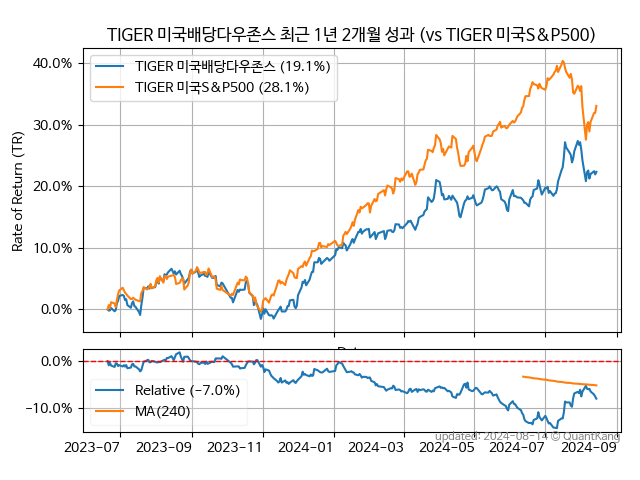 TIGER 미국배당다우존스 최근 1년 2개월 성과 (vs TIGER 미국S&P500)
Rate of Return (TR)
40.0%
30.0%
20.0%
10.0%
0.0%
TIGER 미국배당다우존스 (19.1%)
TIGER 미국S&P500 (28.1%)
0.0%
−10.0%
Relative (−7.0%)
MA(240)
2023−07 2023−09 2023−11 2024−01 2024−03 2024−05 2024−07 2024−09
updated: 2024−08−14 © QuantKang